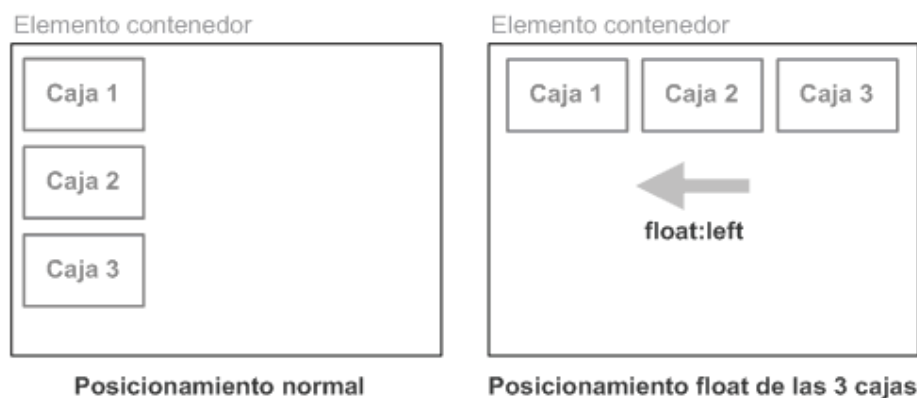 Elemento contenedor
Caja 1
Caja 2
Caja 3
Posicionamiento normal
Elemento contenedor
Caja 1 Caja 2 Caja 3
float:left
Posicionamiento float de las 3 cajas